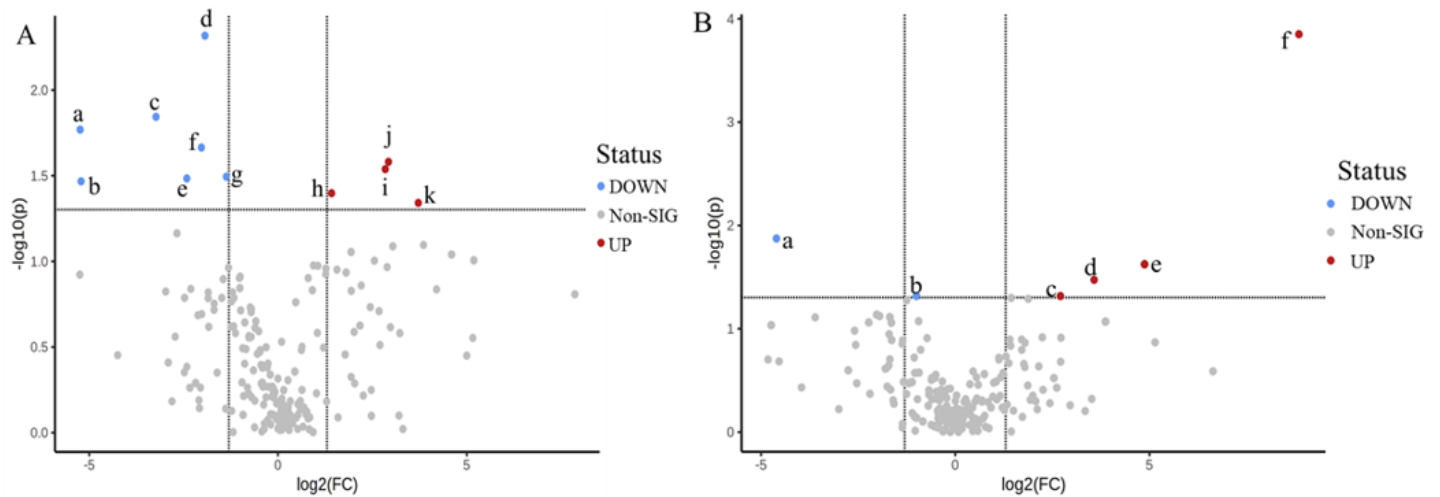 A
d
a
c
f
b
e
g
h
j
i
k
2.0
1.5
1.0
0.5
0.0
-log10(p)
-5
0
5
log2(FC)
Status
DOWN
Non-SIG
UP
B
f
a
b
c
d
e
4
3
2
1
0
-log10(p)
-5
0
5
log2(FC)
Status
DOWN
Non-SIG
UP